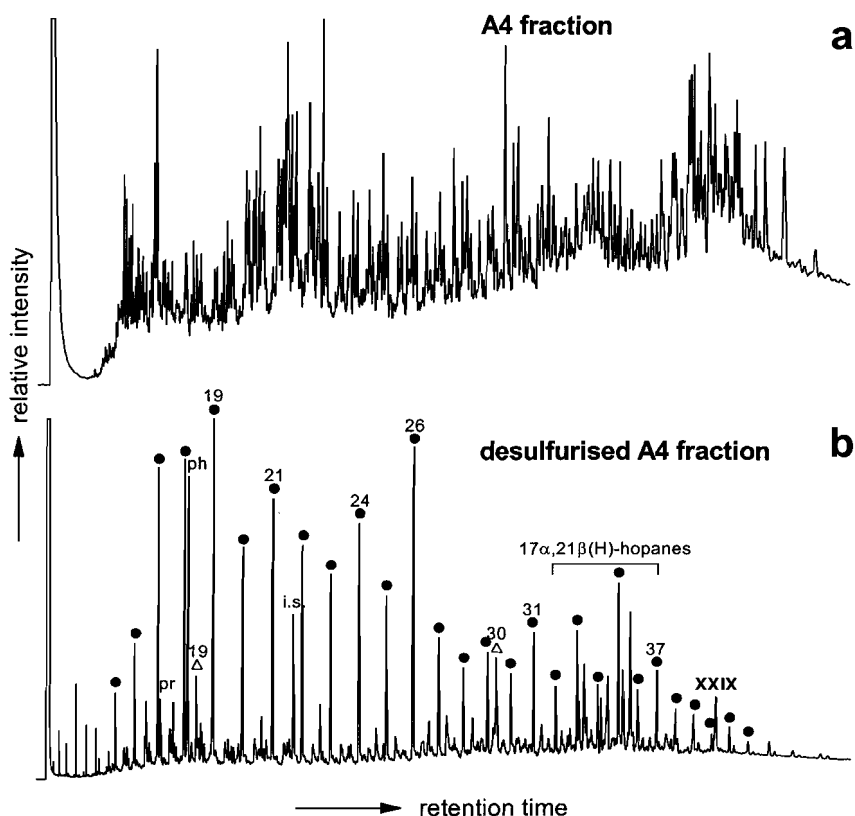 A4 fraction
a
relative intensity
19
26
b
ph
21
desulfurised A4 fraction
24
17α,21β(H)-hopanes
i.s.
31
19
30
37
pr
XXIX
retention time